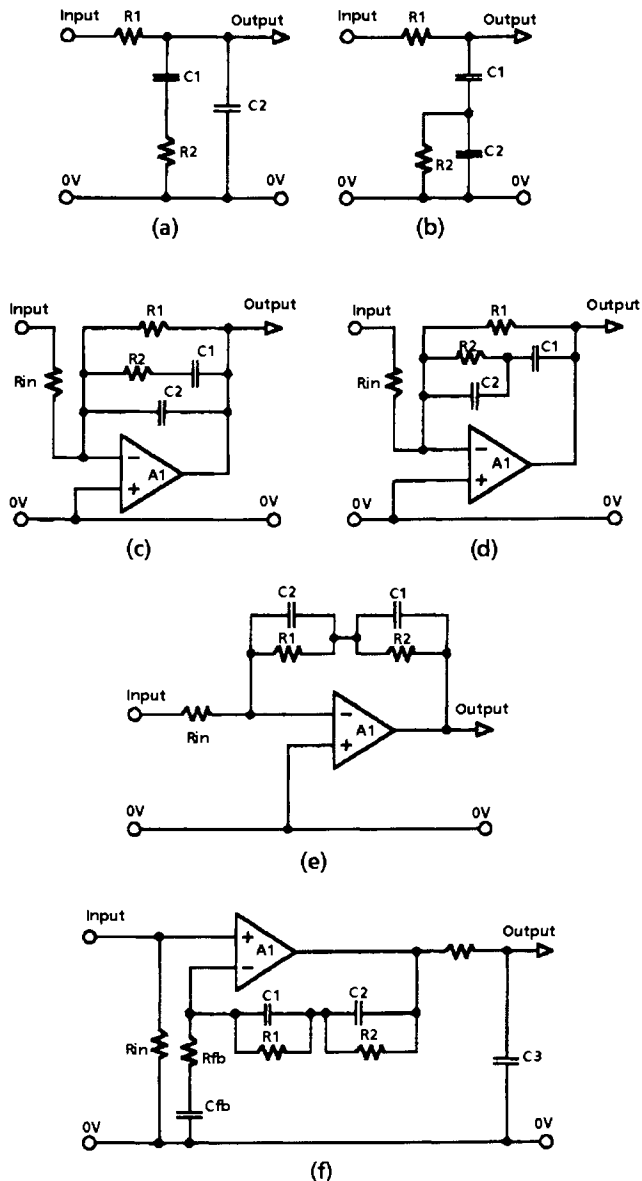 Input R1 Output
C1
C2
R2
0V 0V
(a)
Input R1 Output
C1
R2 C2
0V 0V
(b)
Input R1 Output
R2 C1
Rin
C2
A1
0V 0V
(c)
Input R1 Output
R2 C1
Rin
C2
A1
0V 0V
(d)
C2 C1
R1 R2
Input
Rin A1 Output
0V 0V
(e)
Input Output
A1
C1 C2
Rin Rfb R1 R2 C3
Cfb
0V 0V
(f)